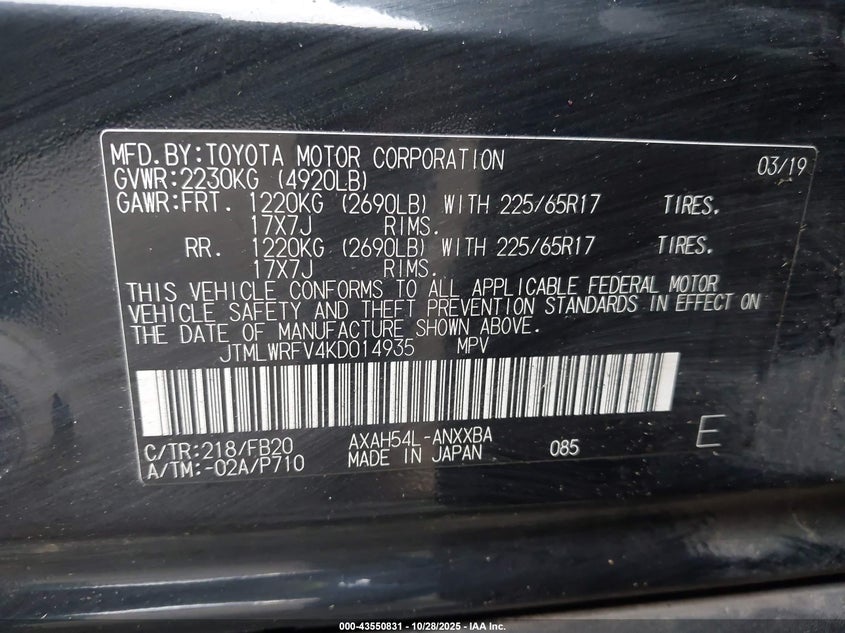 MFD.BY:TOYOTA MOTOR CORPORATION 03/19
GVWR:2230KG (4920LB)
GAWR:FRT. 1220KG (2690LB) WITH 225/65R17 TIRES.
17X7J RIMS.
RR. 1220KG (2690LB) WITH 225/65R17 TIRES.
17X7J RIMS.
THIS VEHICLE CONFORMS TO ALL APPLICABLE FEDERAL MOTOR
VEHICLE SAFETY AND THEFT PREVENTION STANDARDS IN EFFECT ON
THE DATE OF MANUFACTURE SHOWN ABOVE.
JTMLWRFV4KD014935 MPV
C/TR:218/FB20 AXAH54L-ANXXBA 085 E
A/TM:-02A/P710 MADE IN JAPAN
000-43550831 - 10/28/2025 - IAA Inc.